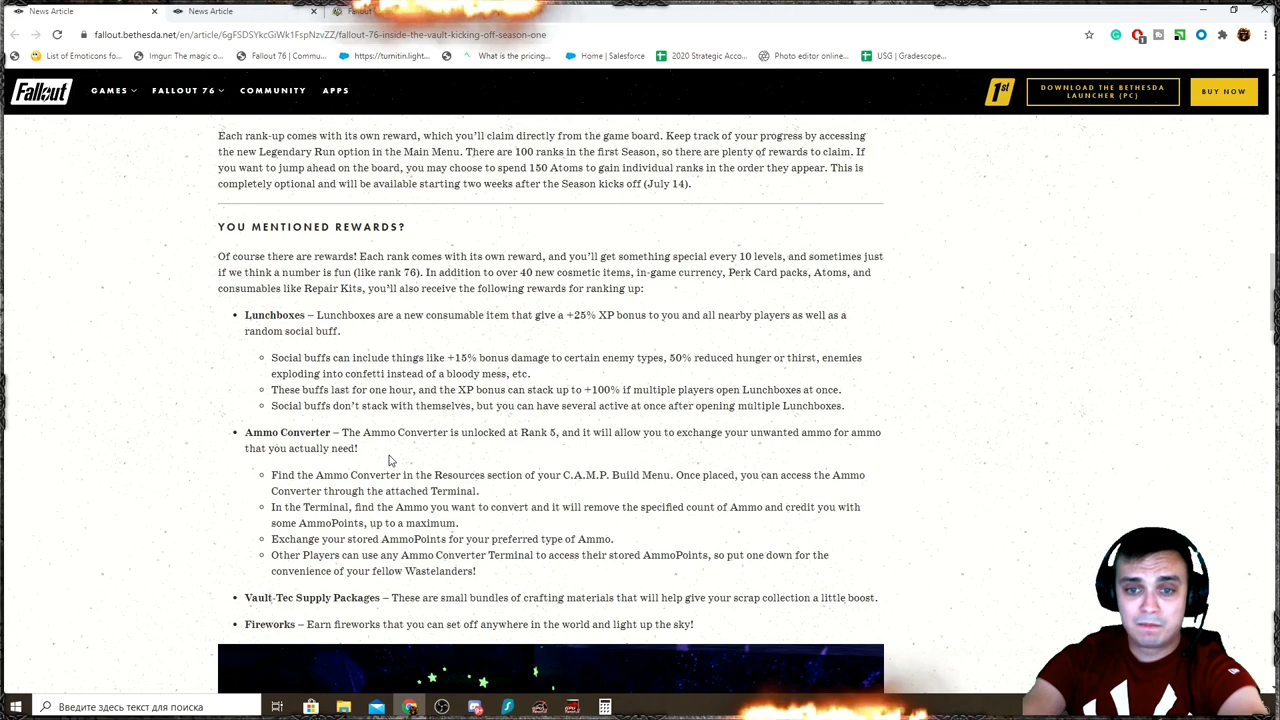 News Article
News Article
Fallout
fallout.bethesda.net/en/article/6gFSDSYkcGiWk1FspNzvZZ/fallout-76-inside-the-vault-kicking-off-season-one
List of Emoticons fo...
Imgur: The magic o...
Fallout 76 | Commu...
https://turnitin.light...
What is the pricing...
Home | Salesforce
2020 Strategic Acco...
Photo editor online...
USG | Geographic...
Fallout
GAMES
FALLOUT 76
COMMUNITY
APPS
1st
DOWNLOAD THE BETHESDA
LAUNCHER (PC)
BUY NOW
Each rank-up comes with its own reward, which you'll claim directly from the game board. Keep track of your progress by accessing
the new Legendary Run option in the Main Menu. There are 100 ranks in the first Season, so there are plenty of rewards to claim. If
you want to jump ahead on the board, you may choose to spend 150 Atoms to gain individual ranks in the order they appear. This is
completely optional and will be available starting two weeks after the Season kicks off (July 14).
YOU MENTIONED REWARDS?
Of course there are rewards! Each rank comes with its own reward, and you'll get something special every 10 levels, and sometimes just
if we think a number is fun (like rank 76). In addition to over 40 new cosmetic items, in-game currency, Perk Card packs, Atoms, and
consumables like Repair Kits, you'll also receive the following rewards for ranking up:
• Lunchboxes – Lunchboxes are a new consumable item that give a +25% XP bonus to you and all nearby players as well as a
random social buff.
Social buffs can include things like +15% bonus damage to certain enemy types, 50% reduced hunger or thirst, enemies
exploding into confetti instead of a bloody mess, etc.
These buffs last for one hour, and the XP bonus can stack up to +100% if multiple players open Lunchboxes at once.
Social buffs don't stack with themselves, but you can have several active at once after opening multiple Lunchboxes.
• Ammo Converter – The Ammo Converter is unlocked at Rank 5, and it will allow you to exchange your unwanted ammo for ammo
that you actually need!
Find the Ammo Converter in the Resources section of your C.A.M.P. Build Menu. Once placed, you can access the Ammo
Converter through the attached Terminal.
In the Terminal, find the Ammo you want to convert and it will remove the specified count of Ammo and credit you with
some AmmoPoints, up to a maximum.
Exchange your stored AmmoPoints for your preferred type of Ammo.
Other Players can use any Ammo Converter Terminal to access their stored AmmoPoints, so put one down for the
convenience of your fellow Wastelanders!
• Vault-Tec Supply Packages – These are small bundles of crafting materials that will help give your scrap collection a little boost.
• Fireworks – Earn fireworks that you can set off anywhere in the world and light up the sky!
Введите здесь текст для поиска